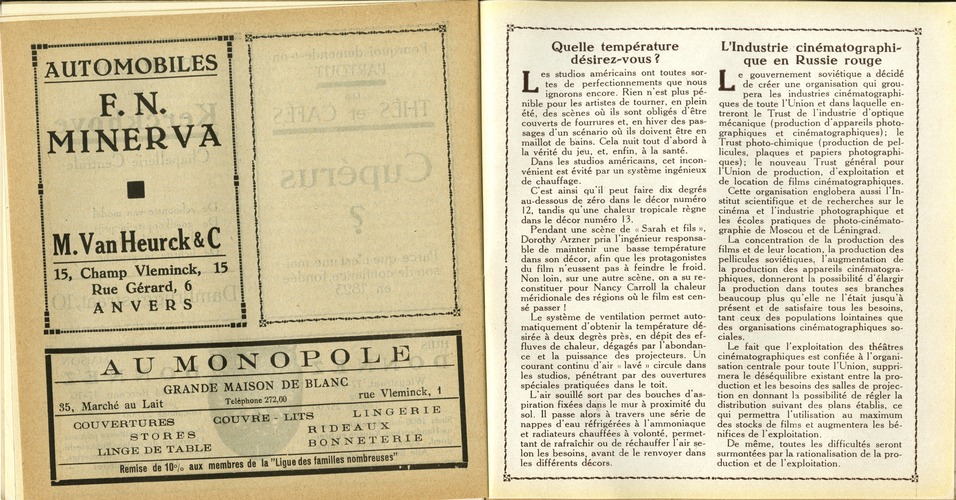 AUTOMOBILES
F. N.
MINERVA
M. Van Heurck & C
15, Champ Vleminck, 15
Rue Gérard, 6
ANVERS
AU MONOPOLE
GRANDE MAISON DE BLANC
35, Marché au Lait
Téléphone 272,00
rue Vleminck, 1
COUVERTURES
STORES
LINGE DE TABLE
COUVRE - LITS
RIDEAUX
LINGERIE
BONNETERIE
Remise de 10% aux membres de la "Ligue des familles nombreuses"
Quelle température
désirez-vous ?
Les studios américains ont toutes sor-
tes de perfectionnements que nous
ignorons encore. Rien n'est plus pé-
nible pour les artistes de tourner, en plein
été, des scènes où ils sont obligés d'être
couverts de fourrures et, en hiver des pas-
sages d'un scénario où ils doivent être en
maillot de bains. Cela nuit tout d'abord à
la vérité du jeu, et, enfin, à la santé.
Dans les studios américains, cet incon-
vénient est évité par un système ingénieux
de chauffage.
C'est ainsi qu'il peut faire dix degrés
au-dessous de zéro dans le décor numéro
12, tandis qu'une chaleur tropicale règne
dans le décor numéro 13.
Pendant une scène de « Sarah et fils »,
Dorothy Arzner pria l'ingénieur responsa-
ble de maintenir une basse température
dans son décor, afin que les protagonistes
du film n'eussent pas à feindre le froid.
Non loin, sur une autre scène, on a su re-
constituer pour Nancy Carroll la chaleur
méridionale des régions où le film est cen-
sé passer !
Le système de ventilation permet auto-
matiquement d'obtenir la température dé-
sirée à deux degrés près, en dépit des ef-
fluves de chaleur, dégagés par l'abondan-
ce et la puissance des projecteurs. Un
courant continu d'air « lavé » circule dans
les studios, pénétrant par des ouvertures
spéciales pratiquées dans le toit.
L'air souillé sort par des bouches d'as-
piration fixées dans le mur à proximité du
sol. Il passe alors à travers une série de
nappes d'eau réfrigérées à l'ammoniaque
et radiateurs chauffées à volonté, permet-
tant de rafraîchir ou de réchauffer l'air se-
lon les besoins, avant de le renvoyer dans
les différents décors.
L'Industrie cinématographi-
que en Russie rouge
Le gouvernement soviétique a décidé
de créer une organisation qui grou-
pera les industries cinématographi-
ques de toute l'Union et dans laquelle en-
treront le Trust de l'industrie d'optique
mécanique (production d'appareils photo-
graphiques et cinématographiques); le
Trust photo-chimique (production de pel-
licules, plaques et papiers photographi-
ques); le nouveau Trust général pour
l'Union de production, d'exploitation et
de location de films cinématographiques.
Cette organisation englobera aussi l'In-
stitut scientifique et de recherches sur le
cinéma et l'industrie photographique et
les écoles pratiques de photo-cinémato-
graphie de Moscou et de Léningrad.
La concentration de la production des
films et de leur location, la production des
pellicules soviétiques, l'augmentation de
la production des appareils cinématogra-
phiques, donneront la possibilité d'élargir
la production dans toutes ses branches
beaucoup plus qu'elle ne l'était jusqu'à
présent et de satisfaire tous les besoins,
tant ceux des populations lointaines que
des organisations cinématographiques so-
ciales.
Le fait que l'exploitation des théâtres
cinématographiques est confiée à l'organi-
sation centrale pour toute l'Union, suppri-
mera le déséquilibre existant entre la pro-
duction et les besoins des salles de projec-
tion en donnant la possibilité de régler la
distribution suivant des plans établis, ce
qui permettra l'utilisation au maximum
des stocks de films et augmentera les bé-
nifices de l'exploitation.
De même, toutes les difficultés seront
surmontées par la rationalisation de la pro-
duction et de l'exploitation.